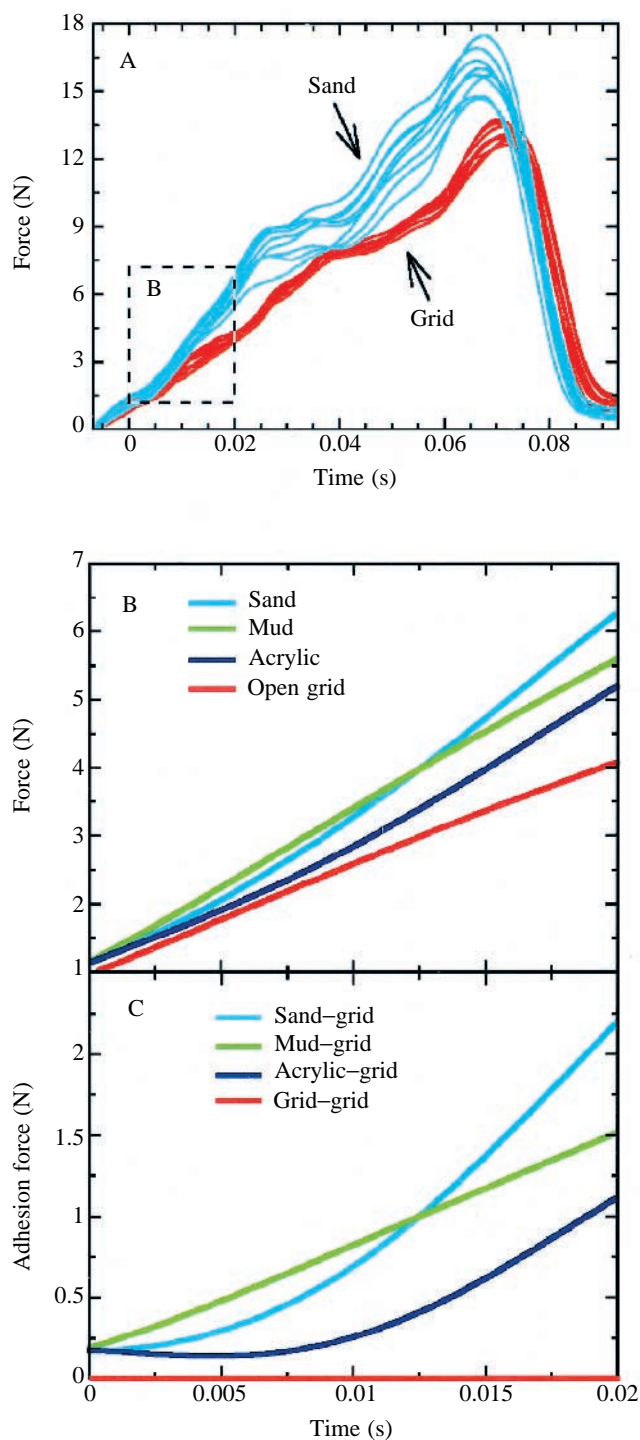 18
A
15
Sand
12
Force (N)
9
B
6
Grid
3
0
0 0.02 0.04 0.06 0.08
Time (s)
7
B
Sand
Mud
Acrylic
Open grid
6
5
Force (N)
4
3
2
1
C
Sand–grid
Mud–grid
Acrylic–grid
Grid–grid
2
1.5
Adhesion force (N)
1
0.5
0
0 0.005 0.01 0.015 0.02
Time (s)